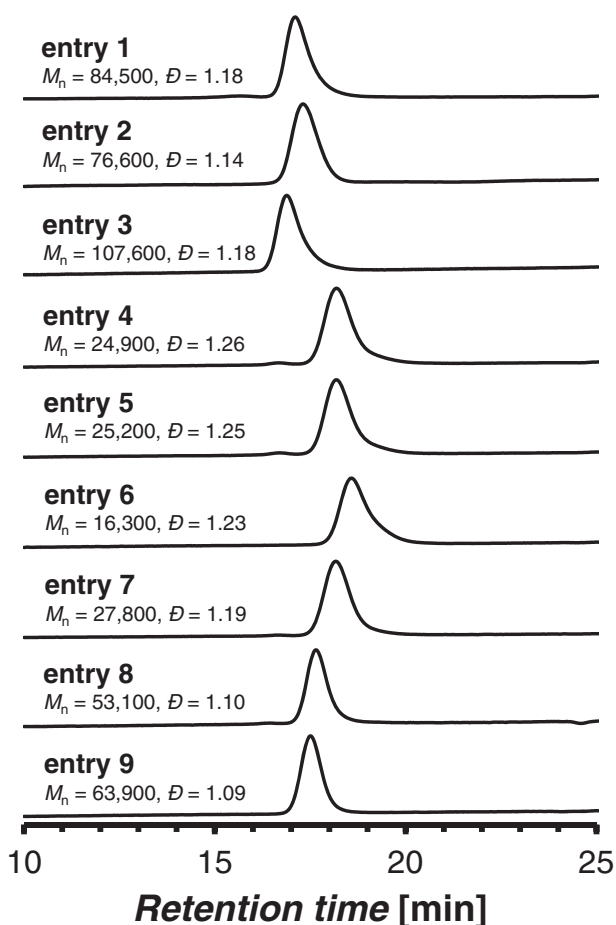 entry 1
Mn = 84,500, Đ = 1.18
entry 2
Mn = 76,600, Đ = 1.14
entry 3
Mn = 107,600, Đ = 1.18
entry 4
Mn = 24,900, Đ = 1.26
entry 5
Mn = 25,200, Đ = 1.25
entry 6
Mn = 16,300, Đ = 1.23
entry 7
Mn = 27,800, Đ = 1.19
entry 8
Mn = 53,100, Đ = 1.10
entry 9
Mn = 63,900, Đ = 1.09
10 15 20 25
Retention time [min]